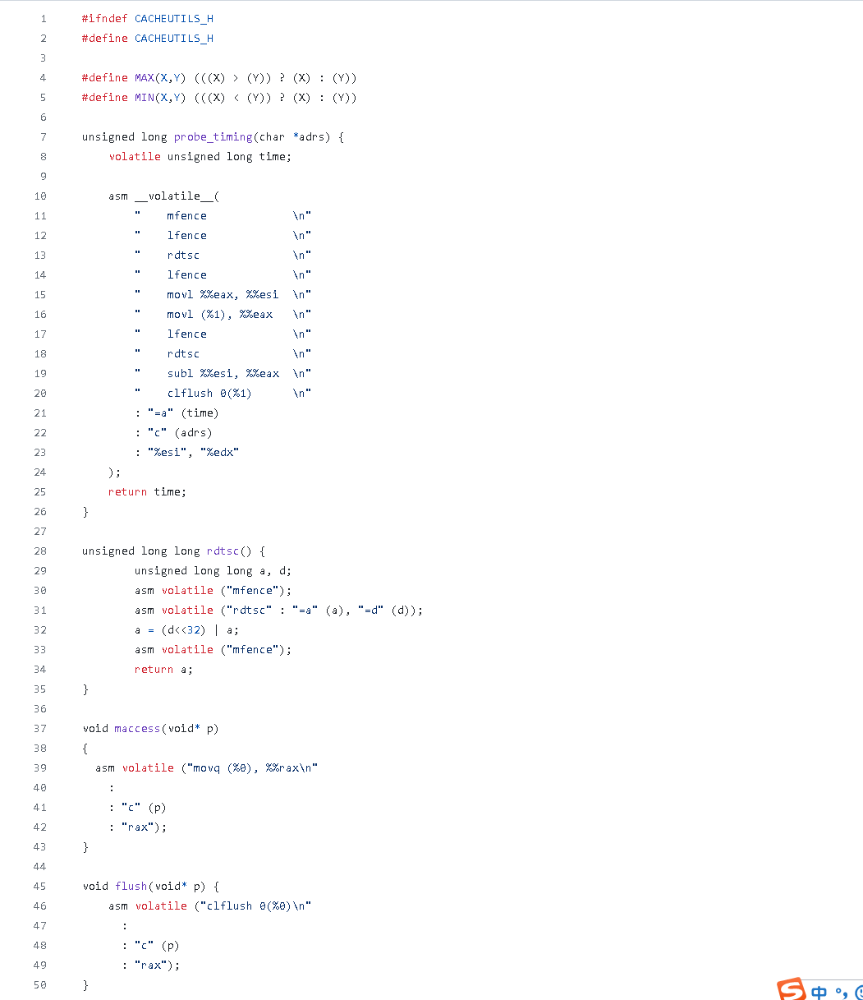 1 #ifndef CACHEUTILS_H
2 #define CACHEUTILS_H
3
4 #define MAX(X,Y) (((X) > (Y)) ? (X) : (Y))
5 #define MIN(X,Y) (((X) < (Y)) ? (X) : (Y))
6
7 unsigned long probe_timing(char *adrs) {
8     volatile unsigned long time;
9
10     asm __volatile__(
11         "    mfence             \n"
12         "    lfence             \n"
13         "    rdtsc              \n"
14         "    lfence             \n"
15         "    movl %%eax, %%esi  \n"
16         "    movl (%1), %%eax   \n"
17         "    lfence             \n"
18         "    rdtsc              \n"
19         "    subl %%esi, %%eax  \n"
20         "    clflush 0(%1)      \n"
21         : "=a" (time)
22         : "c" (adrs)
23         : "%esi", "%edx"
24     );
25     return time;
26 }
27
28 unsigned long long rdtsc() {
29         unsigned long long a, d;
30         asm volatile ("mfence");
31         asm volatile ("rdtsc" : "=a" (a), "=d" (d));
32         a = (d<<32) | a;
33         asm volatile ("mfence");
34         return a;
35 }
36
37 void maccess(void* p)
38 {
39   asm volatile ("movq (%0), %%rax\n"
40     :
41     : "c" (p)
42     : "rax");
43 }
44
45 void flush(void* p) {
46     asm volatile ("clflush 0(%0)\n"
47       :
48       : "c" (p)
49       : "rax");
50 }
S 中 °,